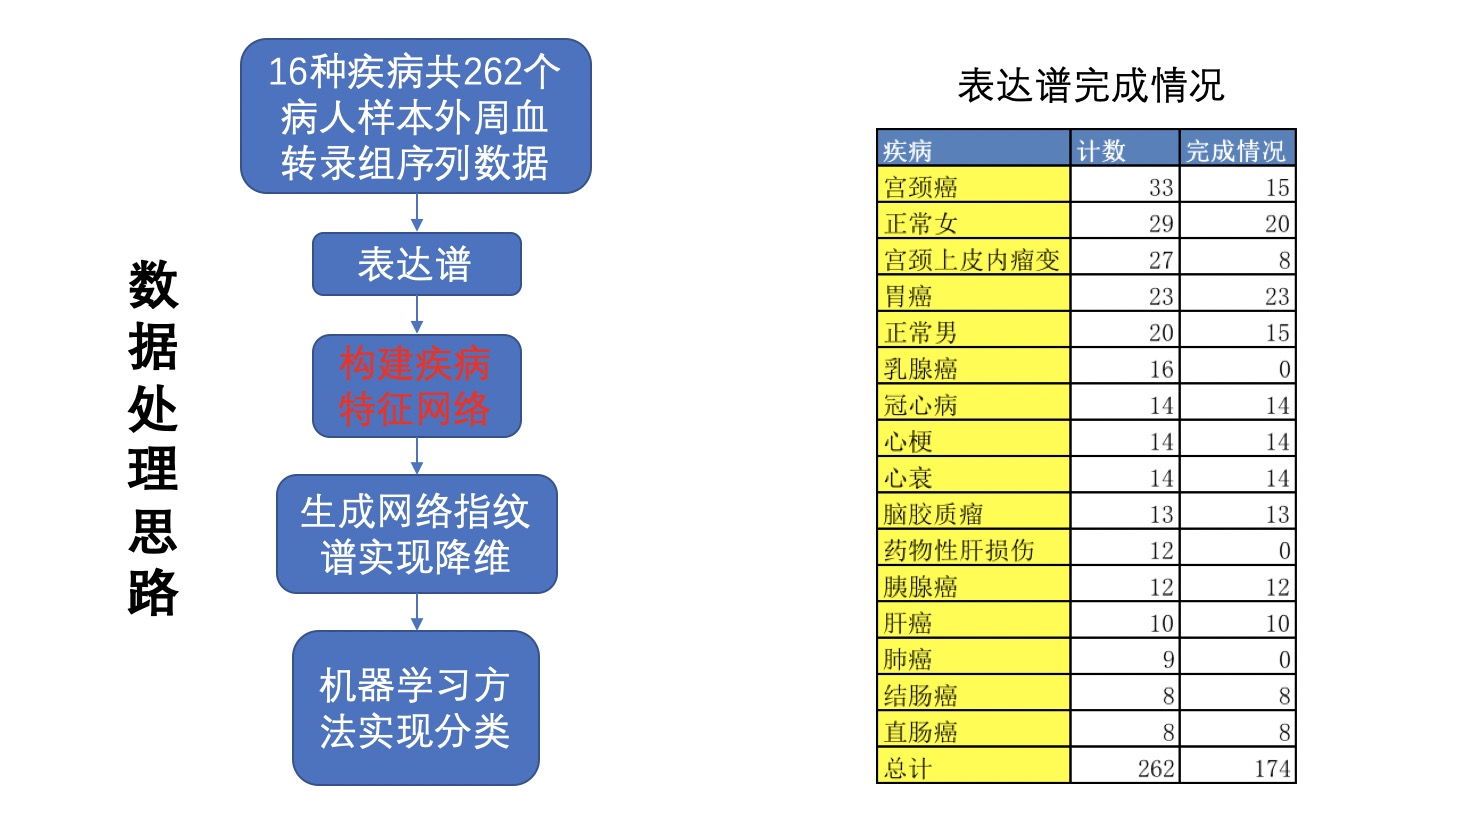 数据处理思路
16种疾病共262个
病人样本外周血
转录组序列数据
表达谱
构建疾病
特征网络
生成网络指纹
谱实现降维
机器学习方
法实现分类
表达谱完成情况
疾病 计数 完成情况
宫颈癌 33 15
正常女 29 20
宫颈上皮内瘤变 27 8
胃癌 23 23
正常男 20 15
乳腺癌 16 0
冠心病 14 14
心梗 14 14
心衰 14 14
脑胶质瘤 13 13
药物性肝损伤 12 0
胰腺癌 12 12
肝癌 10 10
肺癌 9 0
结肠癌 8 8
直肠癌 8 8
总计 262 174